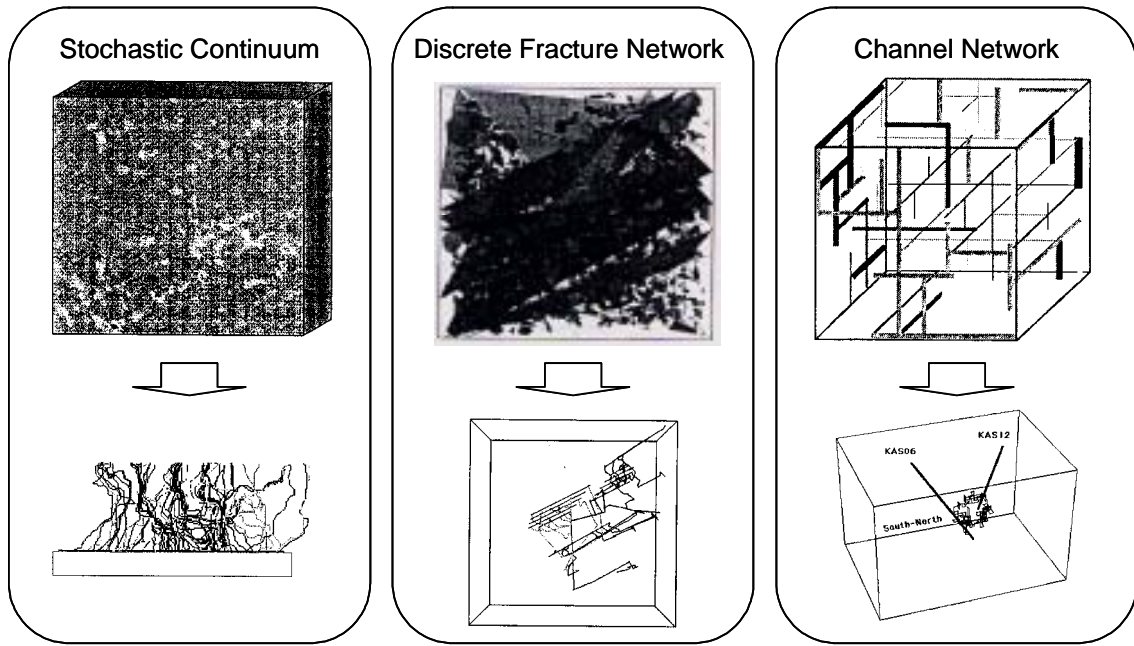 Stochastic Continuum
Discrete Fracture Network
Channel Network
KAS06
KAS12
South-North